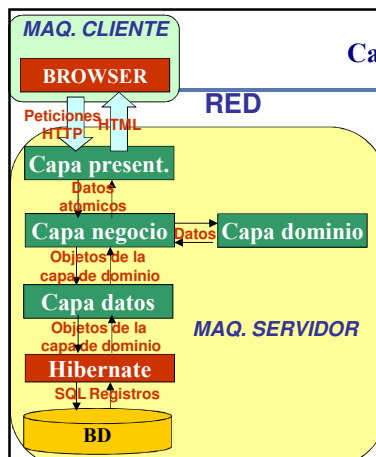 MAQ. CLIENTE
BROWSER
Ca
RED
Peticiones
HTTP
HTML
Capa present.
Datos
atomicos
Capa negocio
Datos
Capa dominio
Objetos de la
capa de dominio
Capa datos
Objetos de la
capa de dominio
MAQ. SERVIDOR
Hibernate
SQL Registros
BD